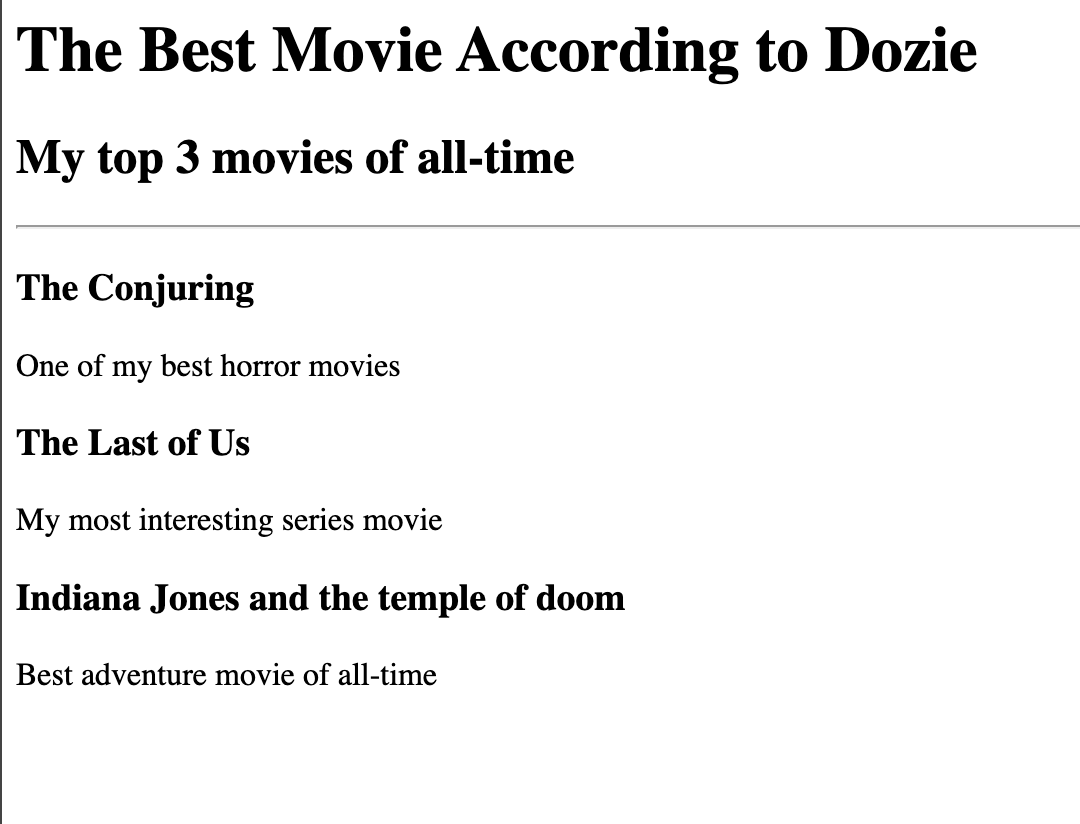 The Best Movie According to Dozie
My top 3 movies of all-time
The Conjuring
One of my best horror movies
The Last of Us
My most interesting series movie
Indiana Jones and the temple of doom
Best adventure movie of all-time